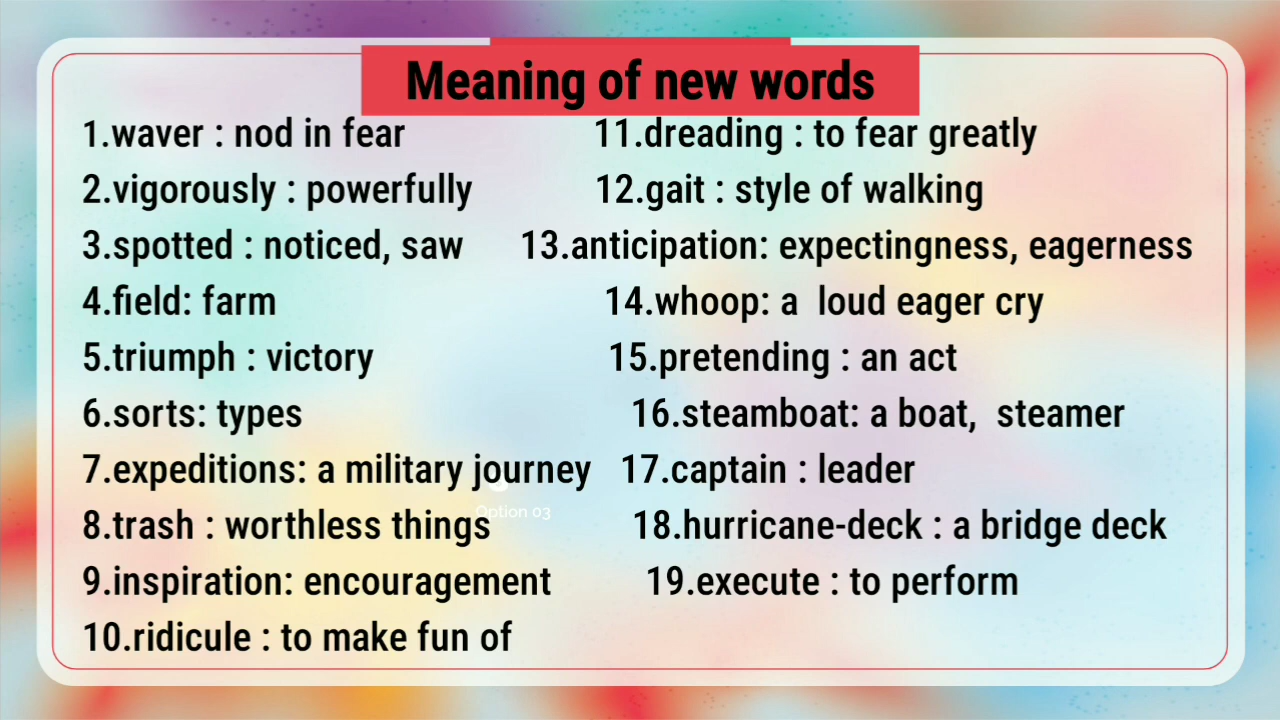 Meaning of new words
1.waver : nod in fear
2.vigorously : powerfully
3.spotted : noticed, saw
4.field: farm
5.triumph : victory
6.sorts: types
7.expeditions: a military journey
8.trash : worthless things
9.inspiration: encouragement
10.ridicule : to make fun of
11.dreading : to fear greatly
12.gait : style of walking
13.anticipation: expectingness, eagerness
14.whoop: a  loud eager cry
15.pretending : an act
16.steamboat: a boat,  steamer
17.captain : leader
18.hurricane-deck : a bridge deck
19.execute : to perform
Option 03